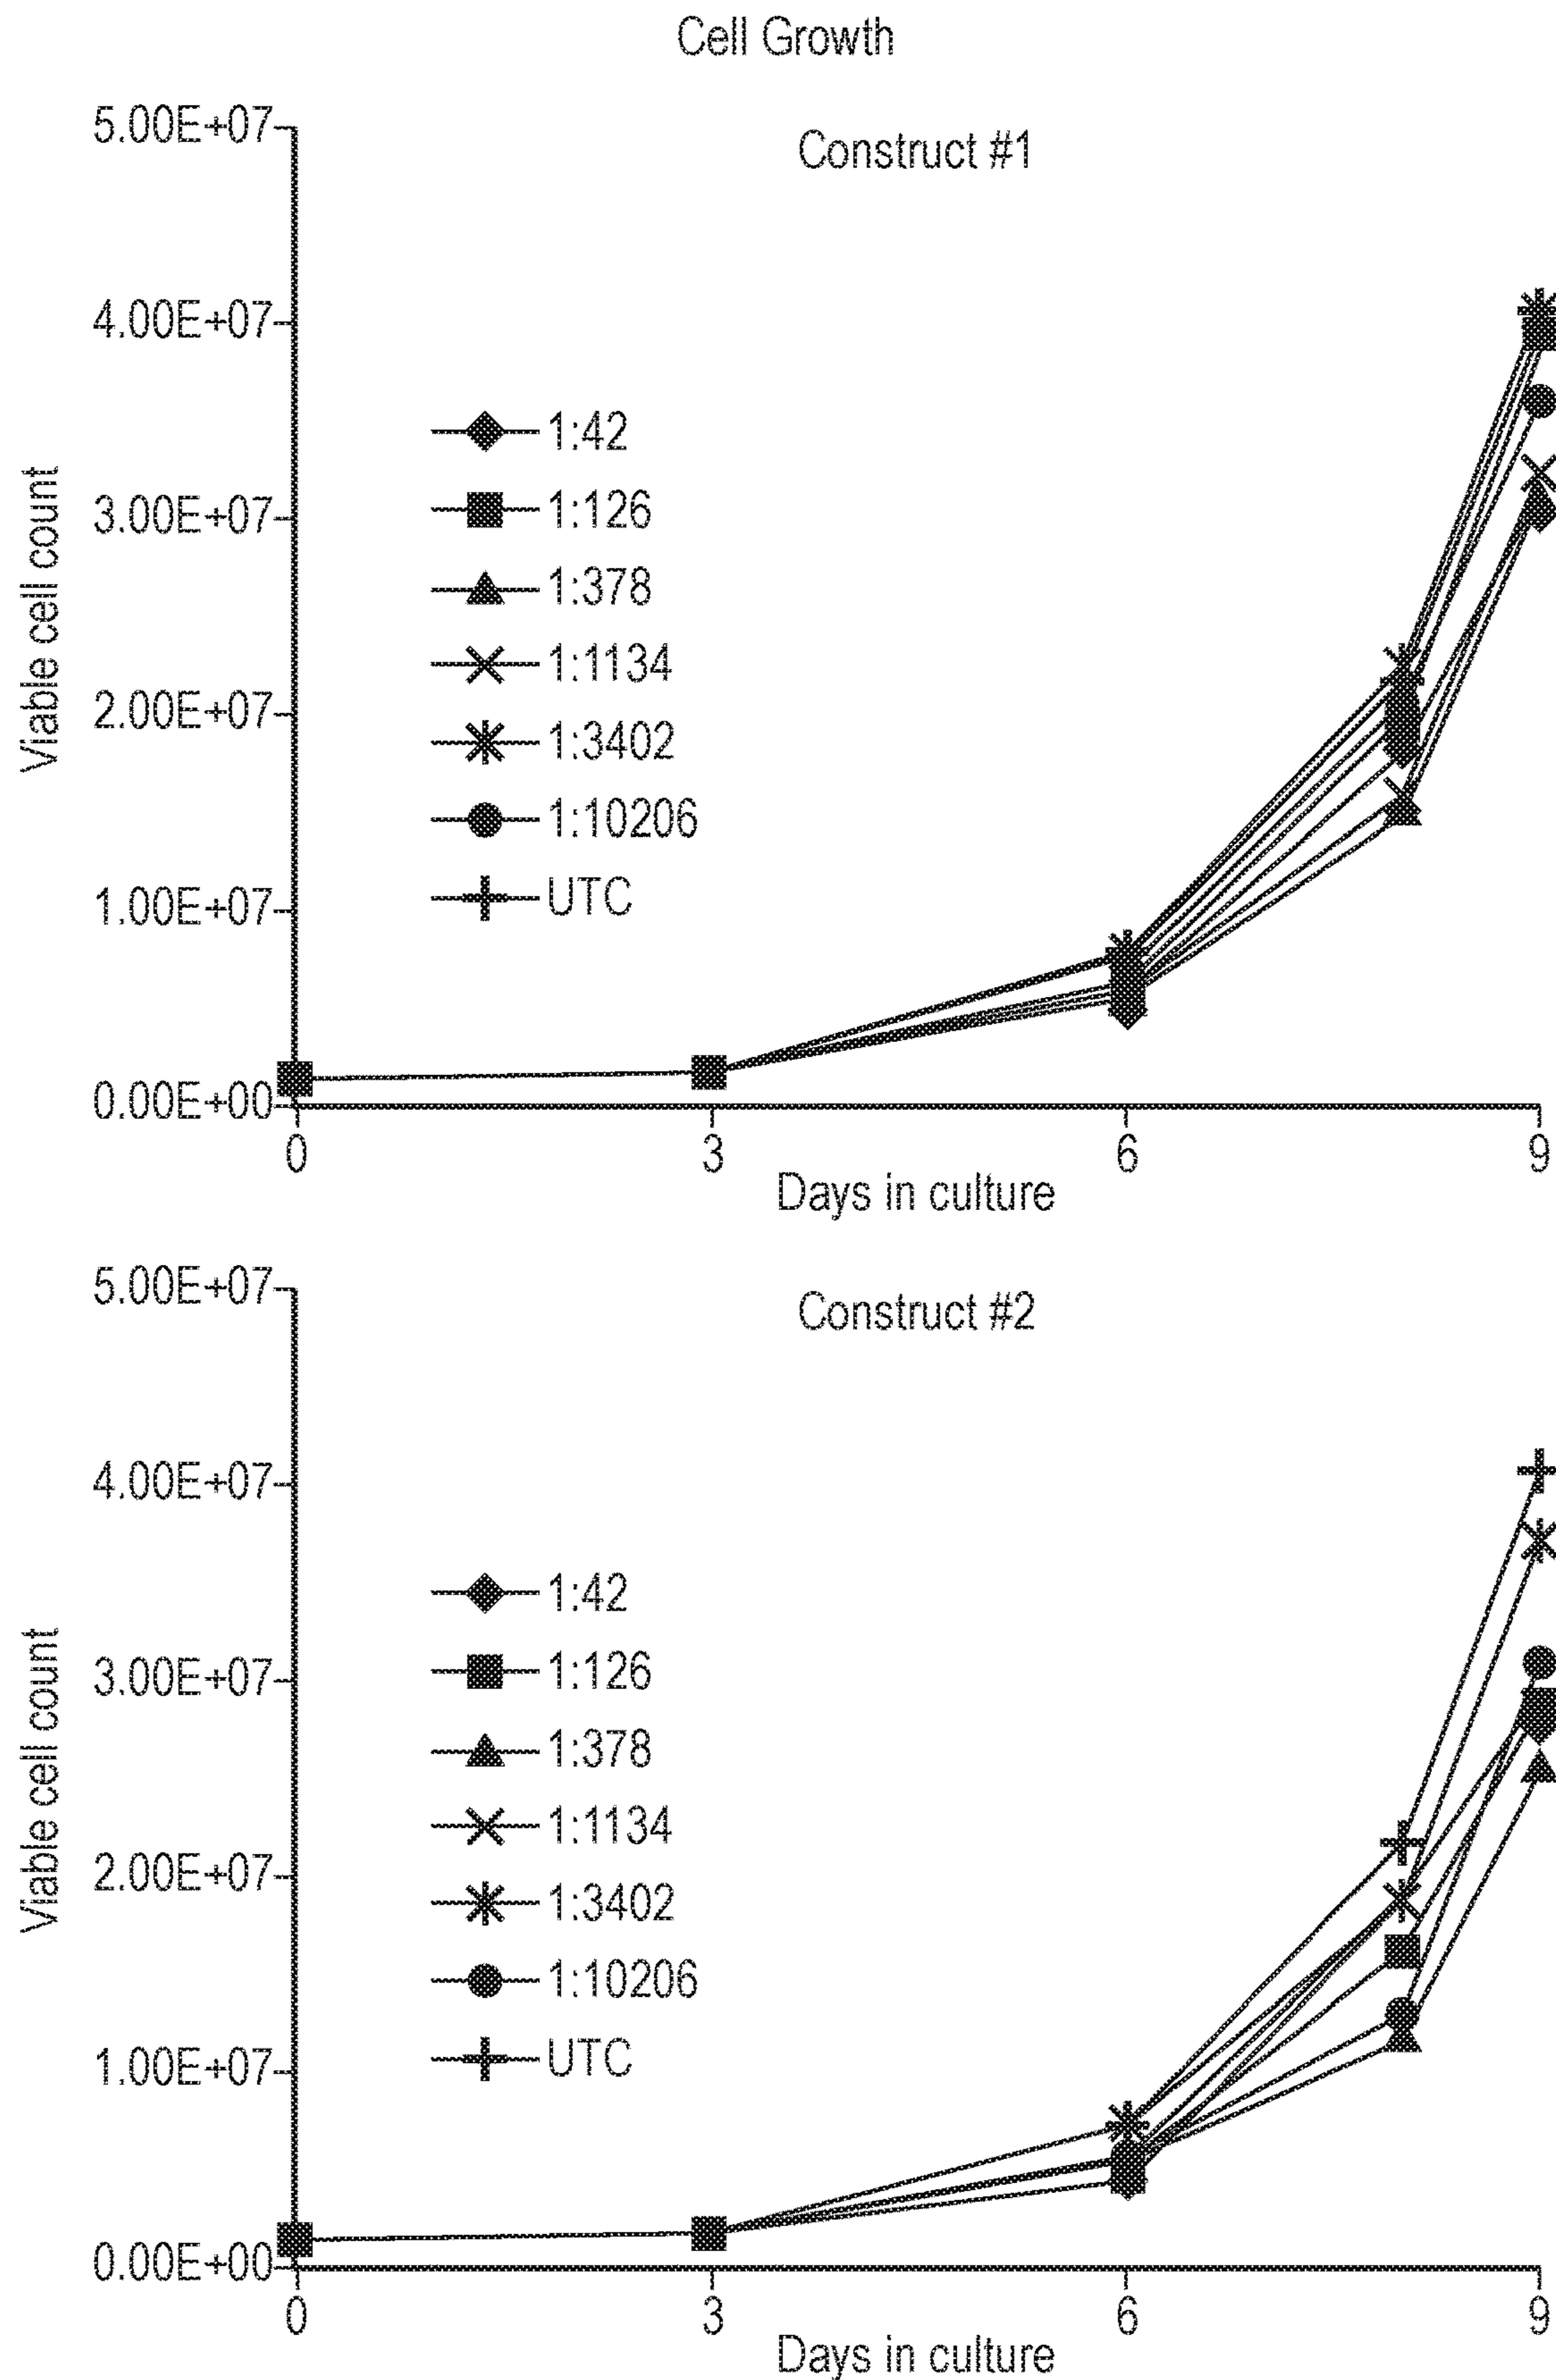 Cell Growth
Construct #1
5.00E+07
4.00E+07
3.00E+07
2.00E+07
1.00E+07
0.00E+00
Viable cell count
1:42
1:126
1:378
1:1134
1:3402
1:10206
UTC
0 3 6 9
Days in culture
Construct #2
5.00E+07
4.00E+07
3.00E+07
2.00E+07
1.00E+07
0.00E+00
Viable cell count
1:42
1:126
1:378
1:1134
1:3402
1:10206
UTC
0 3 6 9
Days in culture